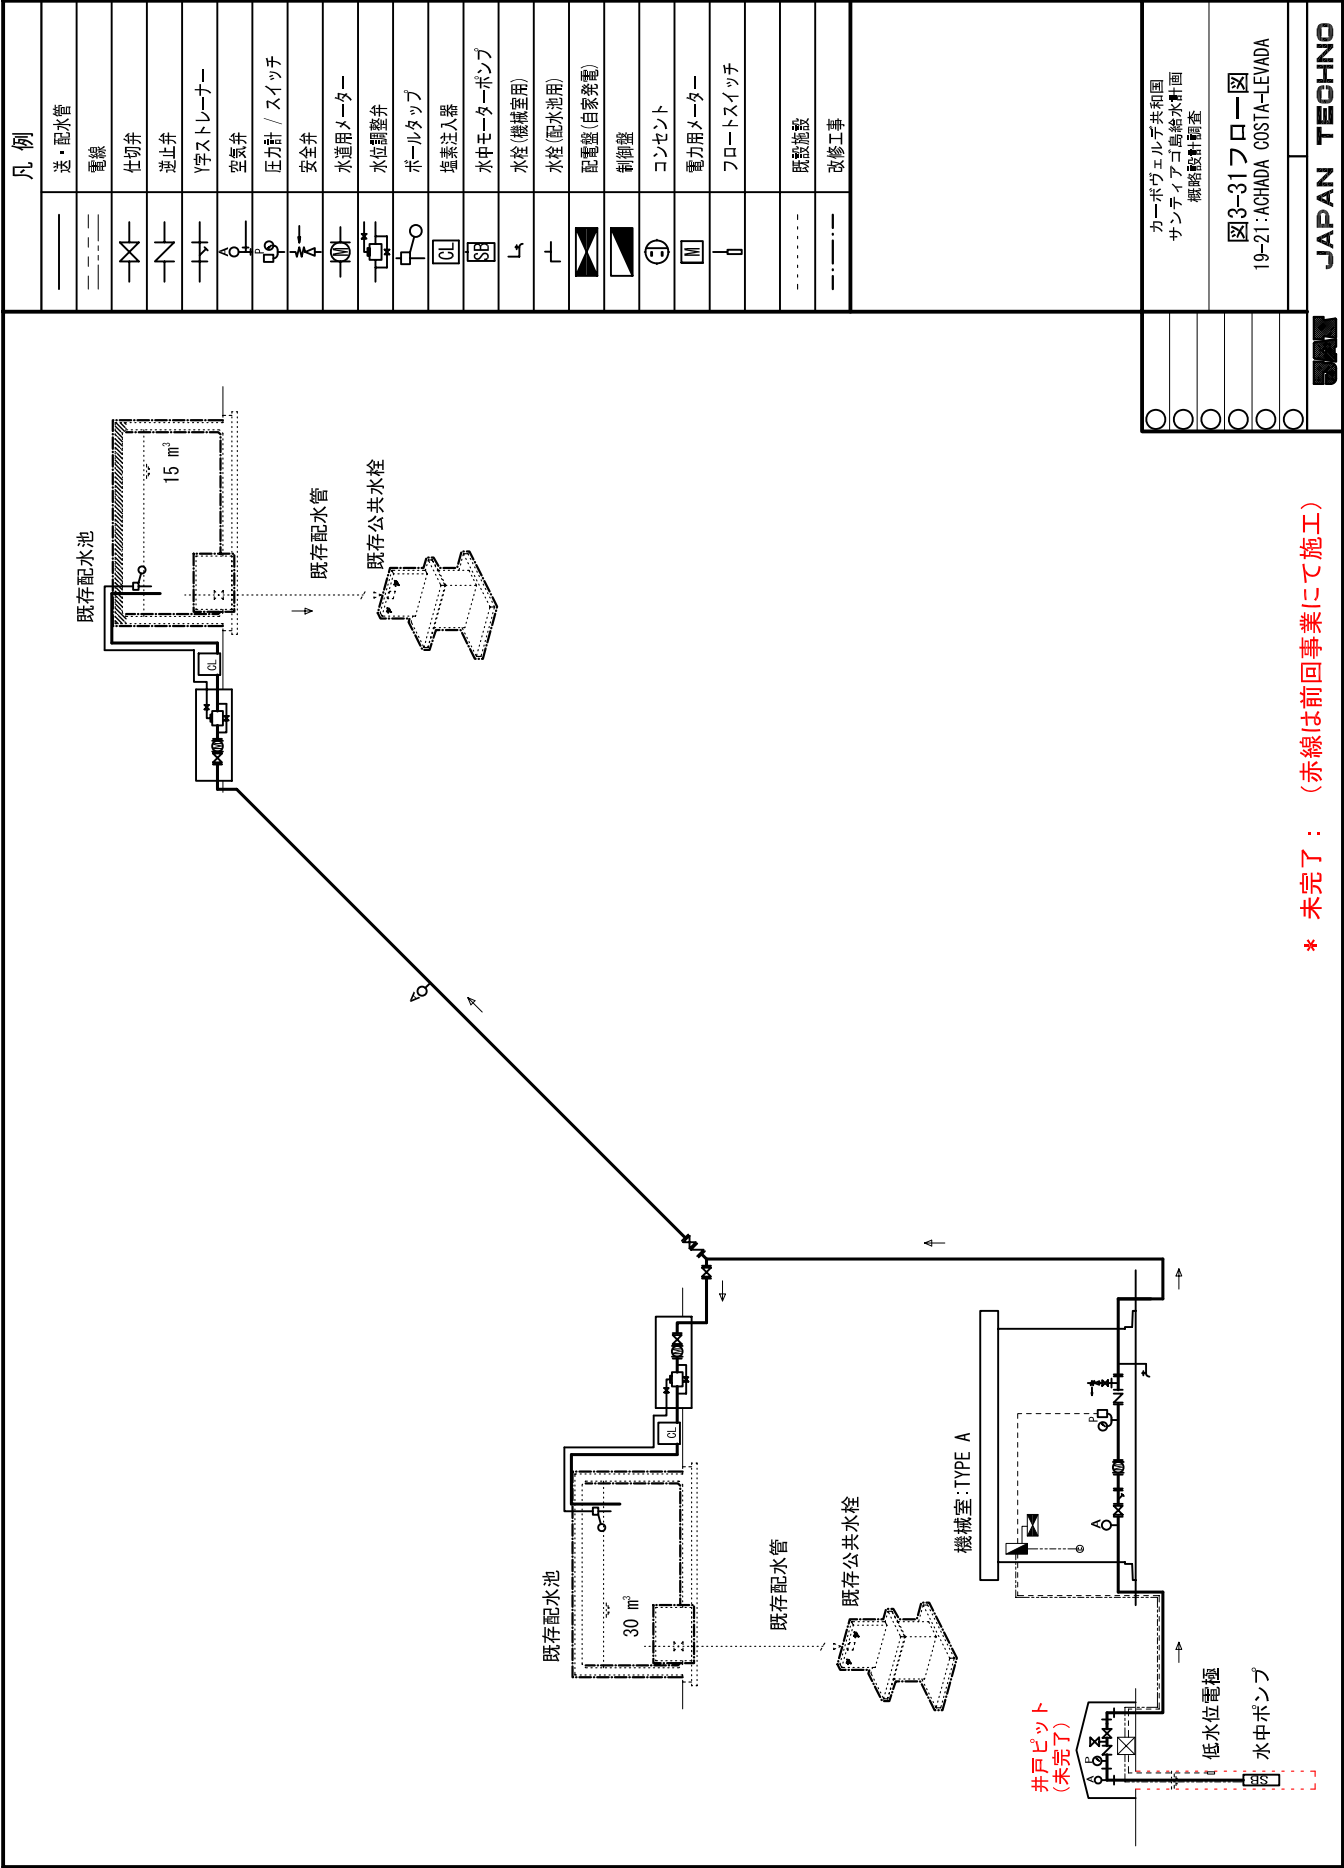 凡 例
送・配水管
電線
仕切弁
逆止弁
Y字ストレーナー
A
空気弁
P
圧力計 / スイッチ
安全弁
M
水道用メーター
水位調整弁
ボールタップ
CL
塩素注入器
SB
水中モーターポンプ
水栓(機械室用)
水栓(配水池用)
配電盤(自家発電)
制御盤
コンセント
M
電力用メーター
フロートスイッチ
既設施設
改修工事
カーボヴェルデ共和国
サンティアゴ島給水計画
概略設計調査
図3-31フロー図
19-21:ACHADA COSTA-LEVADA
JAPAN TECHNO
既存配水池
15 m³
CL
既存配水管
既存公共水栓
既存配水池
30 m³
CL
既存配水管
既存公共水栓
機械室:TYPE A
A
P
井戸ピット
(未完了)
A
P
低水位電極
水中ポンプ
SB
* 未完了 : (赤線は前回事業にて施工)